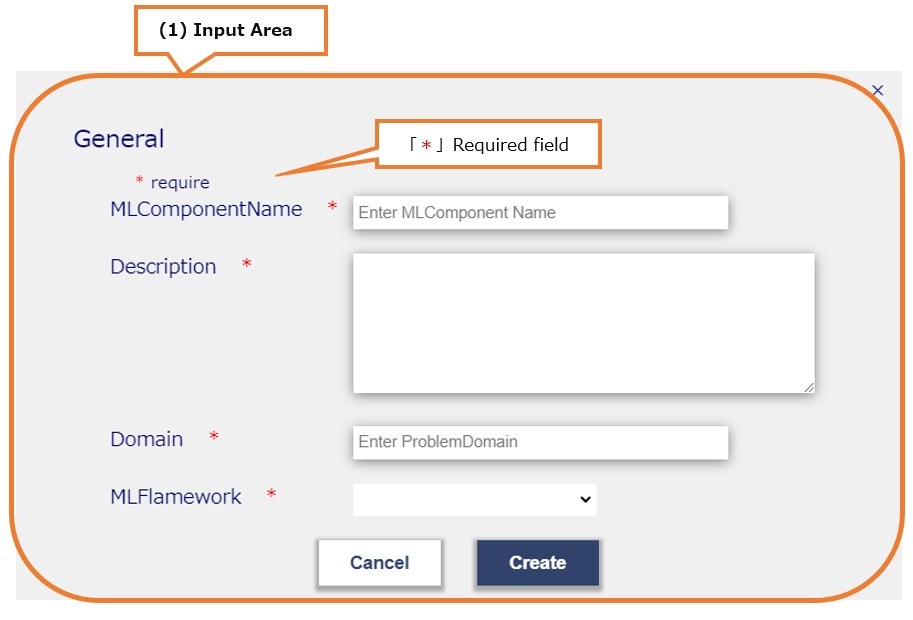 (1) Input Area
×
General
「*」Required field
* require
MLComponentName *
Enter MLComponent Name
Description *
Domain *
Enter ProblemDomain
MLFlamework *
Cancel
Create